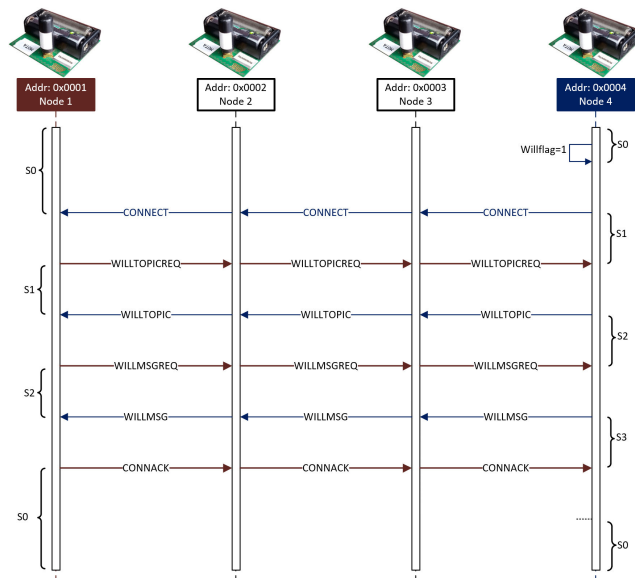 Addr: 0x0001
Node 1
Addr: 0x0002
Node 2
Addr: 0x0003
Node 3
Addr: 0x0004
Node 4
S0
Willflag=1
S0
CONNECT
CONNECT
CONNECT
S1
WILLTOPICREQ
WILLTOPICREQ
WILLTOPICREQ
S1
WILLTOPIC
WILLTOPIC
WILLTOPIC
S2
WILLMSGREQ
WILLMSGREQ
WILLMSGREQ
S2
WILLMSG
WILLMSG
WILLMSG
S3
CONNACK
CONNACK
CONNACK
S0
S0